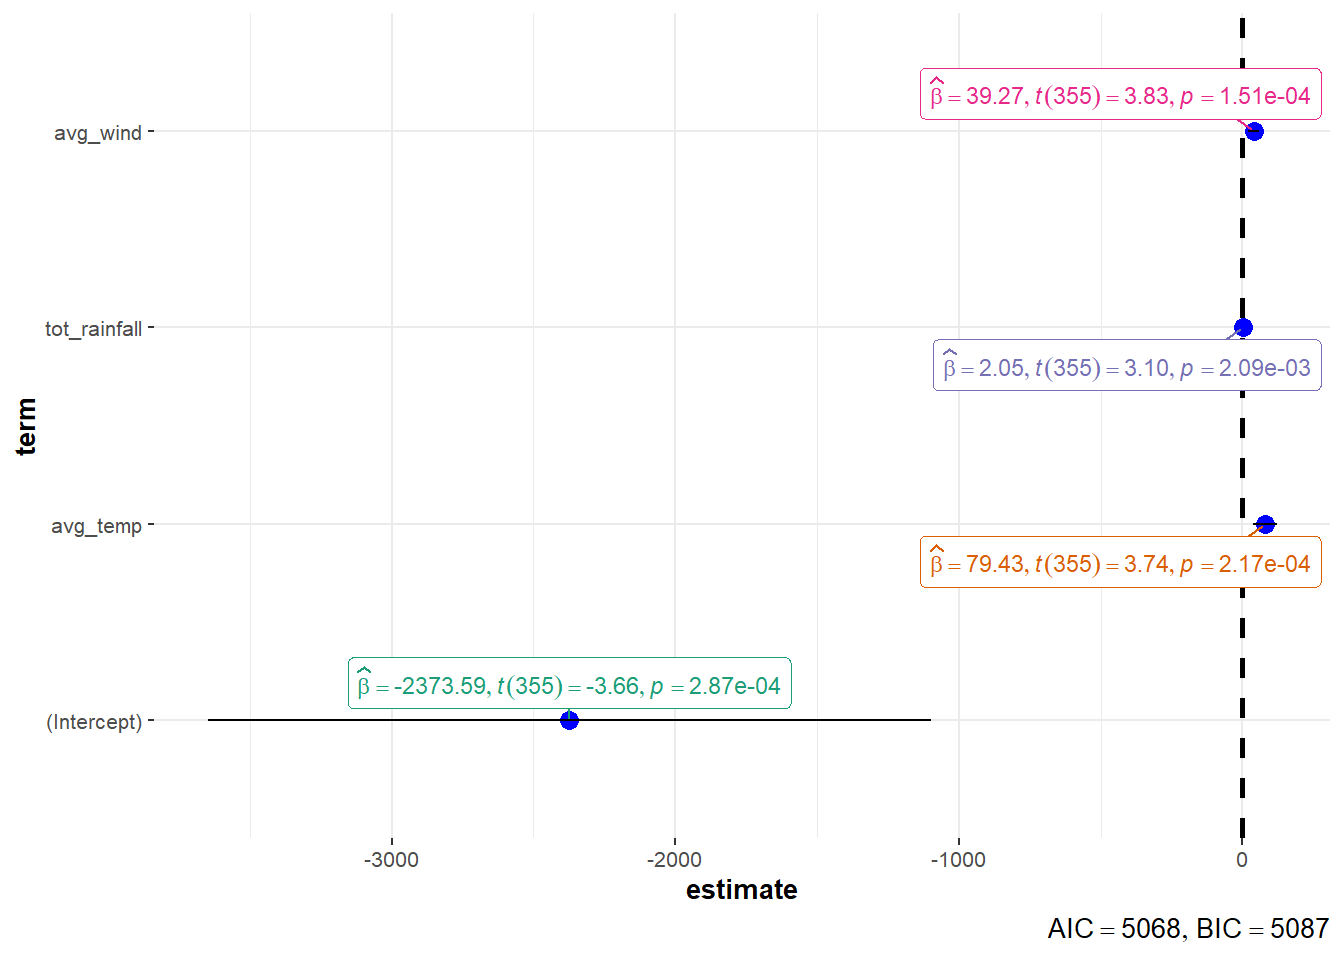 avg_wind
β̂ = 39.27, t(355) = 3.83, p = 1.51e-04
tot_rainfall
β̂ = 2.05, t(355) = 3.10, p = 2.09e-03
term
avg_temp
β̂ = 79.43, t(355) = 3.74, p = 2.17e-04
β̂ = -2373.59, t(355) = -3.66, p = 2.87e-04
(Intercept)
-3000 -2000 -1000 0
estimate
AIC = 5068, BIC = 5087